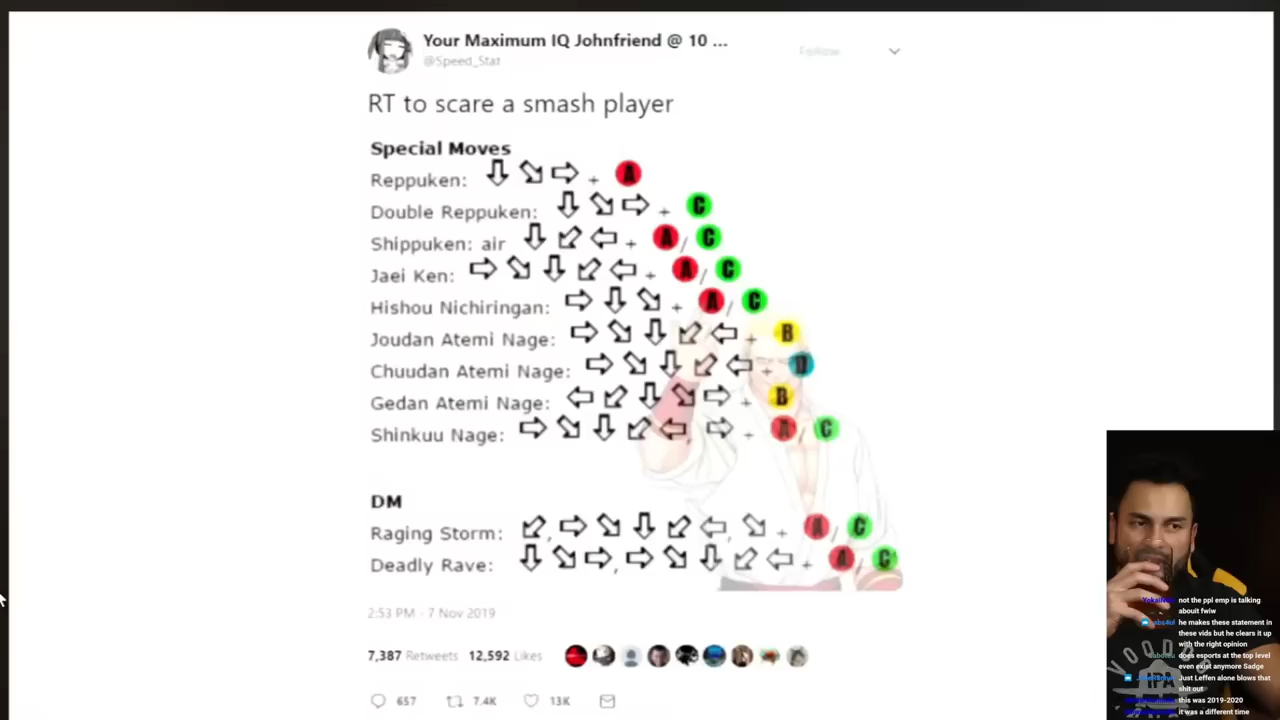 Your Maximum IQ Johnfriend @ 10 ...
@Speed_Stat
Follow
RT to scare a smash player
Special Moves
Reppuken: ⇩ ⬂ ⇨ + A
Double Reppuken: ⇩ ⬂ ⇨ + C
Shippuken: air ⇩ ⬃ ⇦ + A / C
Jaei Ken: ⇨ ⬂ ⇩ ⬃ ⇦ + A / C
Hishou Nichiringan: ⇨ ⇩ ⬂ + A / C
Joudan Atemi Nage: ⇨ ⬂ ⇩ ⬃ ⇦ + B
Chuudan Atemi Nage: ⇨ ⬂ ⇩ ⬃ ⇦ + D
Gedan Atemi Nage: ⇦ ⬃ ⇩ ⬂ ⇨ + B
Shinkuu Nage: ⇨ ⬂ ⇩ ⬃ ⇦ ⇨ + A / C
DM
Raging Storm: ⬃, ⇨ ⬂ ⇩ ⬃ ⇦, ⬂ + A / C
Deadly Rave: ⇩ ⬂ ⇨, ⇨ ⬂ ⇩ ⬃ ⇦ + A / C
2:53 PM · 7 Nov 2019
7,387 Retweets 12,592 Likes
657 7.4K 13K
not the ppl emp is talking
abouit fwiw
he makes these statement in
these vids but he clears it up
with the right opinion
does esports at the top level
even exist anymore Sadge
Just Leffen alone blows that
shit out
this was 2019-2020
it was a different time